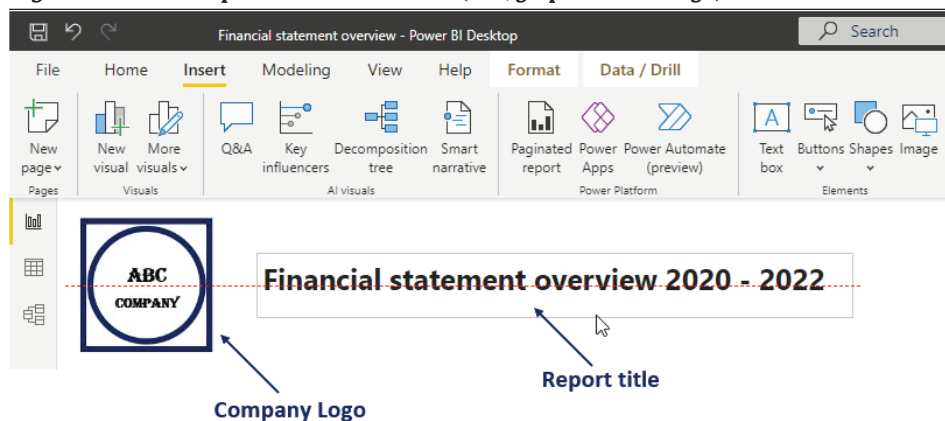 Financial statement overview - Power BI Desktop
Search
File Home Insert Modeling View Help Format Data / Drill
New page
New visual
More visuals
Q&A
Key influencers
Decomposition tree
Smart narrative
Paginated report
Power Apps
Power Automate (preview)
Text box
Buttons
Shapes
Image
Pages
Visuals
AI visuals
Power Platform
Elements
ABC
COMPANY
Financial statement overview 2020 - 2022
Report title
Company Logo